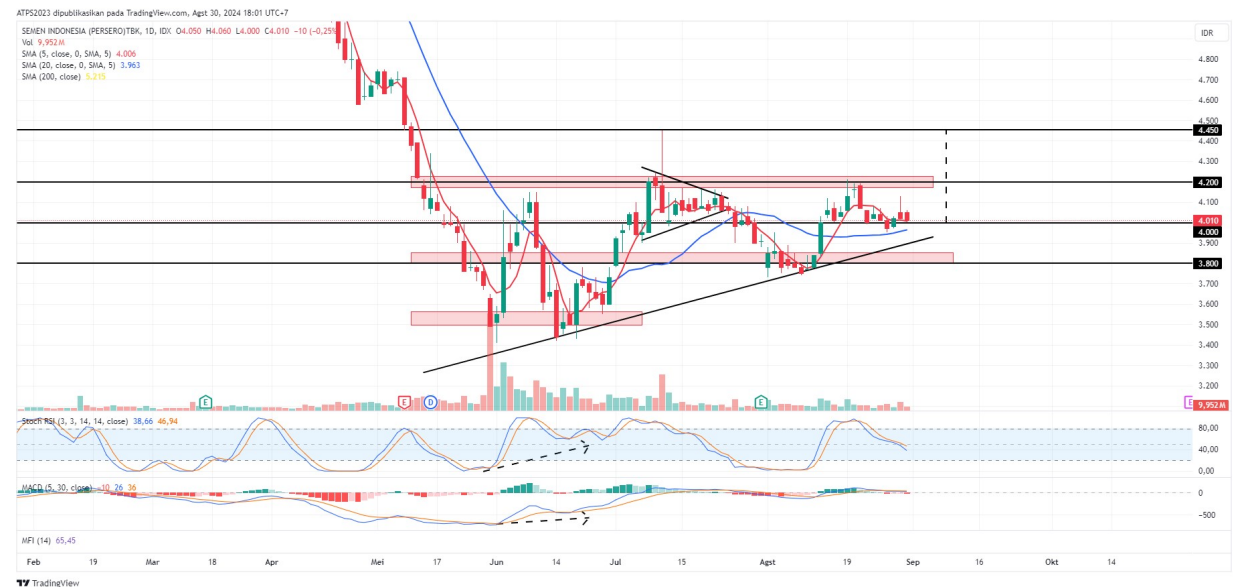 ATPS2023 dipublikasikan pada TradingView.com, Agst 30, 2024 18:01 UTC+7
SEMEN INDONESIA (PERSERO)TBK, 1D, IDX O4.050 H4.060 L4.000 C4.010 −10 (−0,25%
IDR
Vol 9,952M
SMA (5, close, 0, SMA, 5) 4.006
SMA (20, close, 0, SMA, 5) 3.963
SMA (200, close) 5.215
4.800
4.700
4.600
4.500
4.450
4.400
4.300
4.200
4.100
4.010
4.000
3.900
3.800
3.700
3.600
3.500
3.400
3.300
3.200
E
E
D
E
E
9,952M
Stoch RSI (3, 3, 14, 14, close) 38,66 46,94
80,00
40,00
0,00
MACD (5, 30, close) −10 26 36
0
−500
MFI (14) 65,45
Feb 19 Mar 18 Apr Mei 17 Jun 14 Jul 15 Agst 19 Sep 16 Okt 14
TradingView